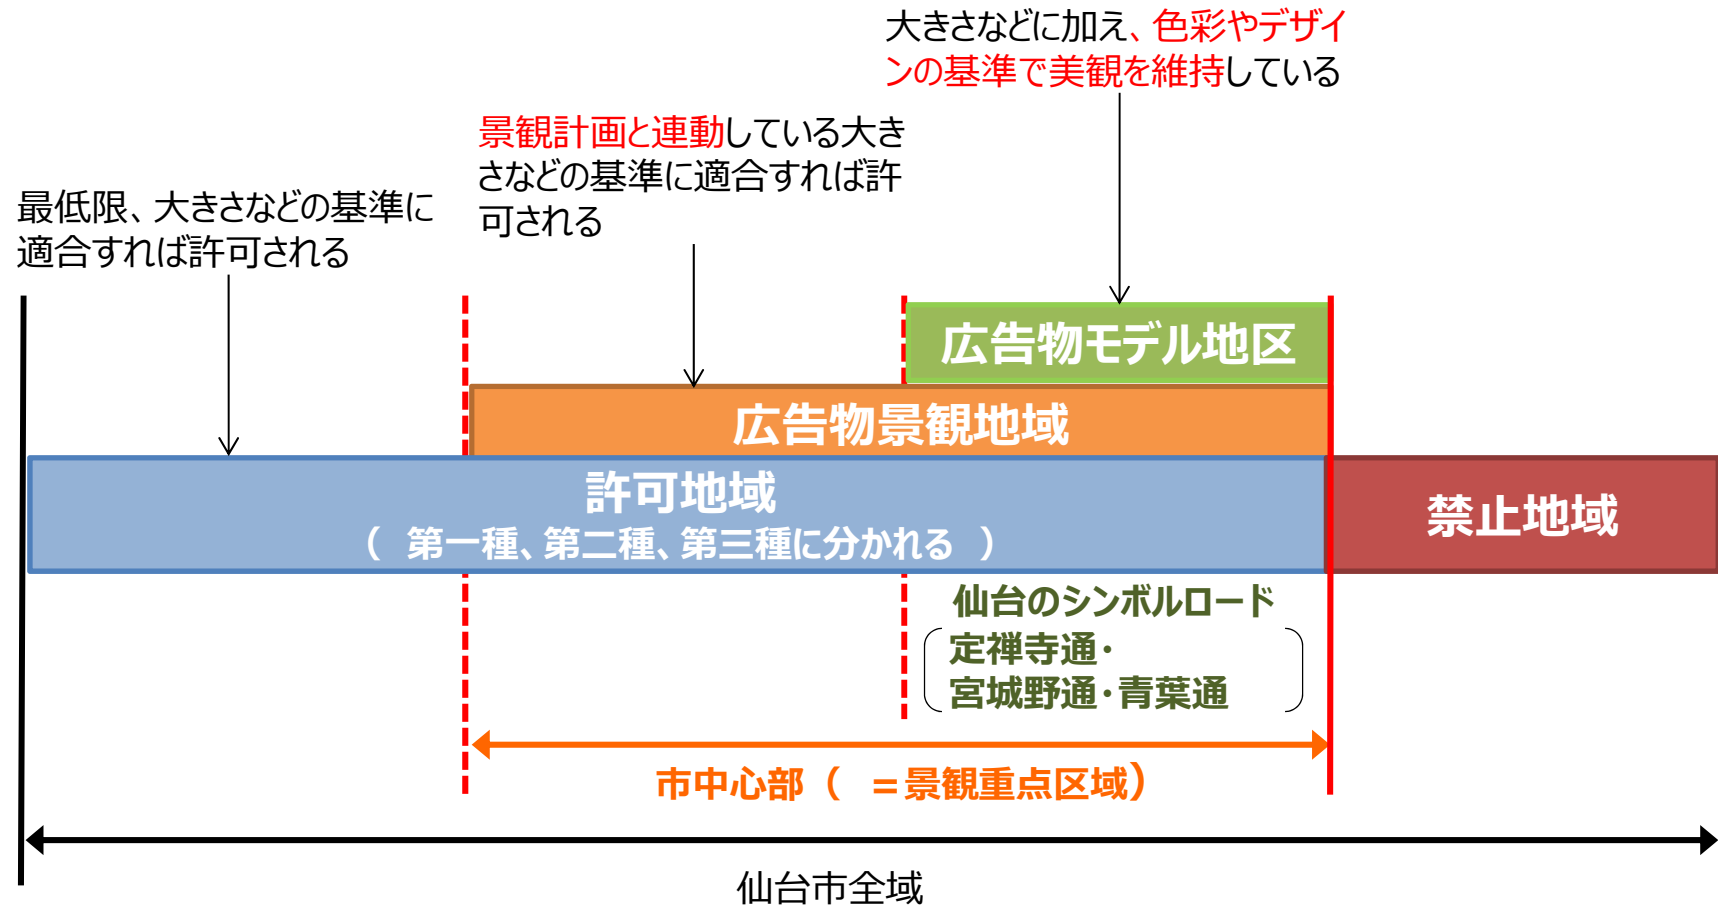 大きさなどに加え、色彩やデザイ
ンの基準で美観を維持している
景観計画と連動している大き
さなどの基準に適合すれば許
可される
最低限、大きさなどの基準に
適合すれば許可される
広告物モデル地区
広告物景観地域
許可地域
（　第一種、第二種、第三種に分かれる　）
禁止地域
仙台のシンボルロード
定禅寺通・
宮城野通・青葉通
市中心部（　＝景観重点区域）
仙台市全域